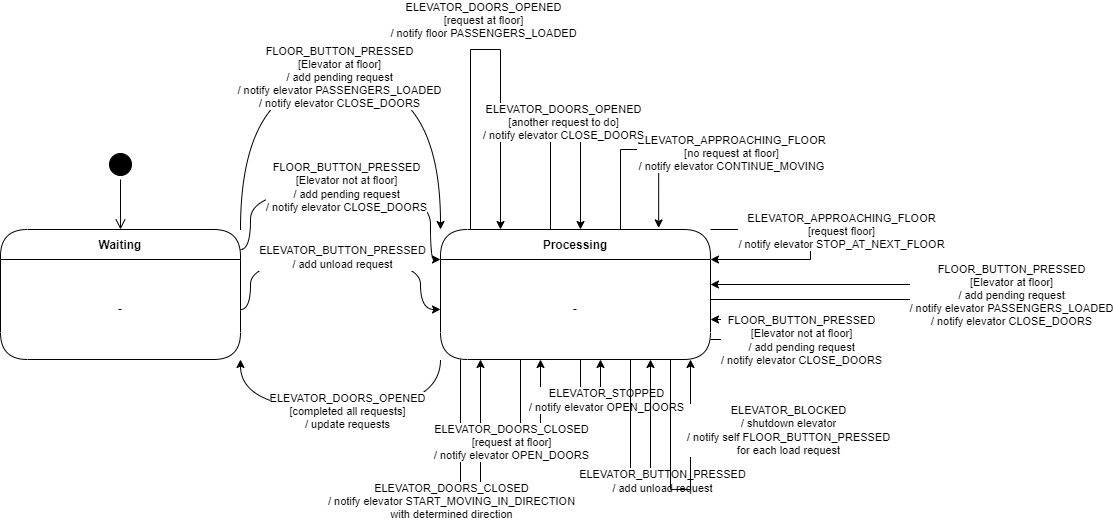 ELEVATOR_DOORS_OPENED
[request at floor]
/ notify floor PASSENGERS_LOADED
FLOOR_BUTTON_PRESSED
[Elevator at floor]
/ add pending request
/ notify elevator PASSENGERS_LOADED
/ notify elevator CLOSE_DOORS
ELEVATOR_DOORS_OPENED
[another request to do]
/ notify elevator CLOSE_DOORS
ELEVATOR_APPROACHING_FLOOR
[no request at floor]
/ notify elevator CONTINUE_MOVING
FLOOR_BUTTON_PRESSED
[Elevator not at floor]
/ add pending request
/ notify elevator CLOSE_DOORS
ELEVATOR_APPROACHING_FLOOR
[request floor]
/ notify elevator STOP_AT_NEXT_FLOOR
Waiting
-
ELEVATOR_BUTTON_PRESSED
/ add unload request
Processing
-
FLOOR_BUTTON_PRESSED
[Elevator at floor]
/ add pending request
/ notify elevator PASSENGERS_LOADED
/ notify elevator CLOSE_DOORS
FLOOR_BUTTON_PRESSED
[Elevator not at floor]
/ add pending request
/ notify elevator CLOSE_DOORS
ELEVATOR_DOORS_OPENED
[completed all requests]
/ update requests
ELEVATOR_STOPPED
/ notify elevator OPEN_DOORS
ELEVATOR_BLOCKED
/ shutdown elevator
/ notify self FLOOR_BUTTON_PRESSED
for each load request
ELEVATOR_DOORS_CLOSED
[request at floor]
/ notify elevator OPEN_DOORS
ELEVATOR_BUTTON_PRESSED
/ add unload request
ELEVATOR_DOORS_CLOSED
/ notify elevator START_MOVING_IN_DIRECTION
with determined direction